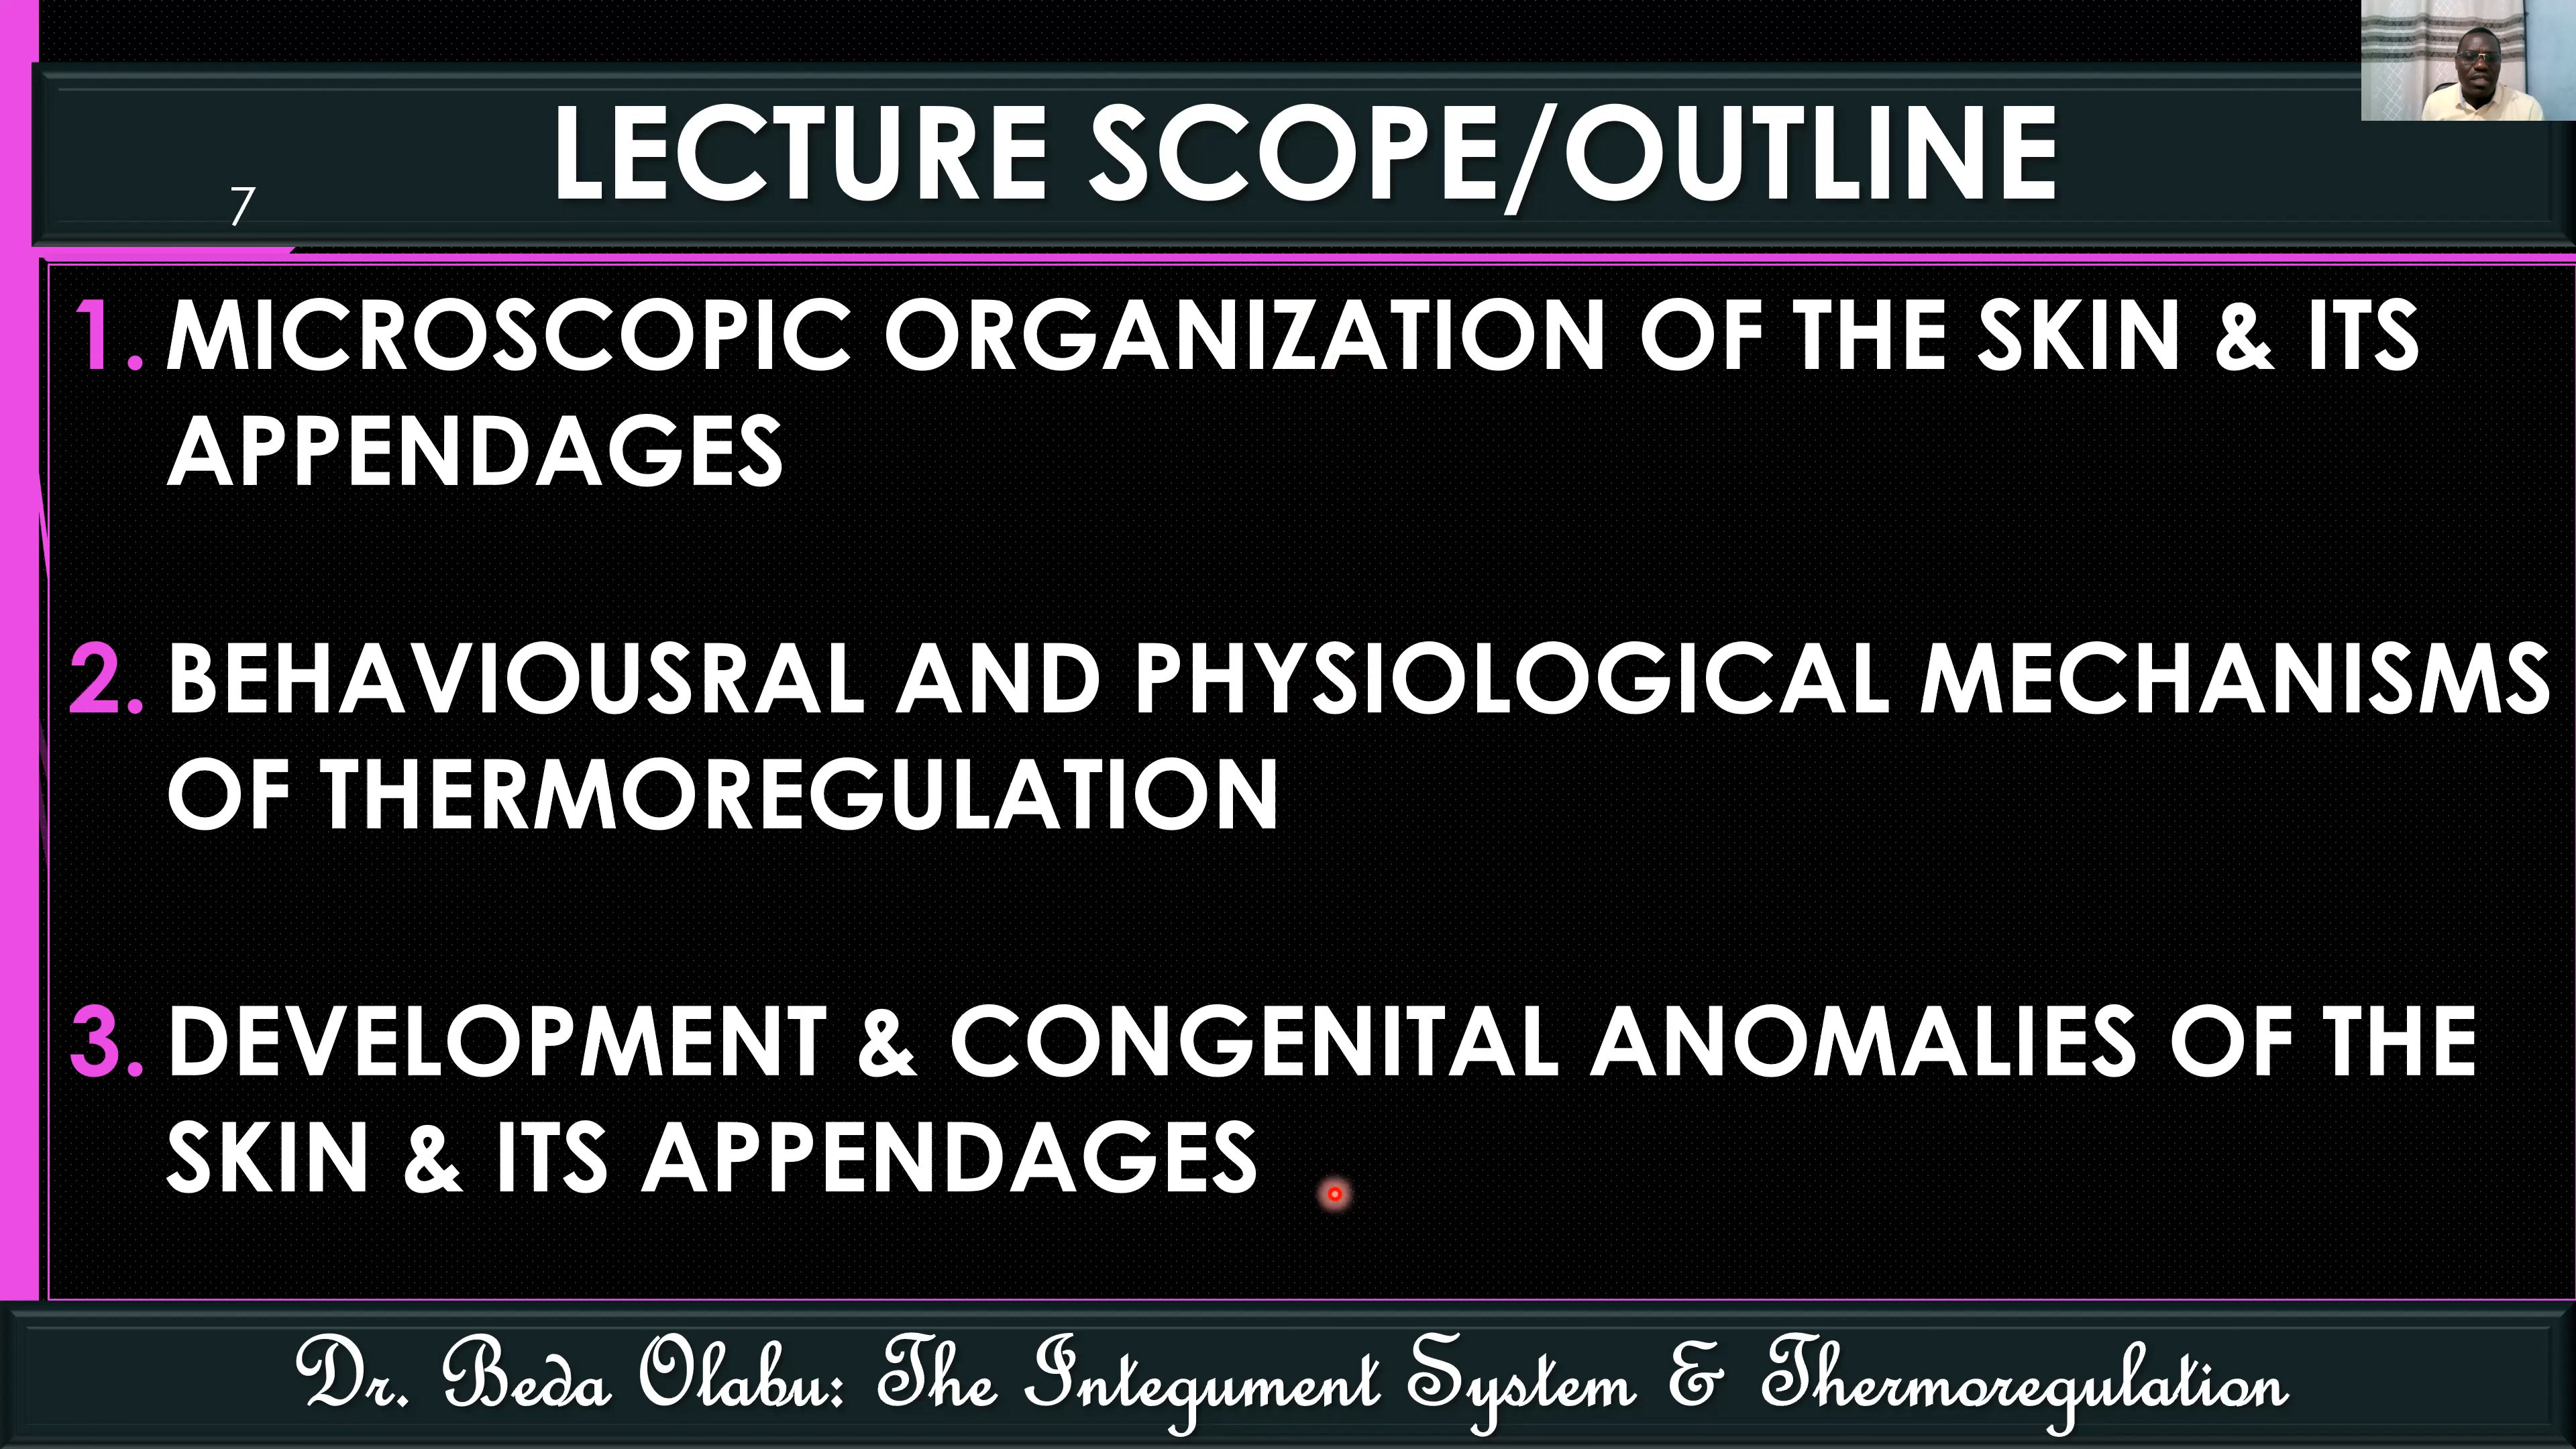 LECTURE SCOPE/OUTLINE
7
1. MICROSCOPIC ORGANIZATION OF THE SKIN & ITS
APPENDAGES
2. BEHAVIOUSRAL AND PHYSIOLOGICAL MECHANISMS
OF THERMOREGULATION
3. DEVELOPMENT & CONGENITAL ANOMALIES OF THE
SKIN & ITS APPENDAGES
Dr. Beda Olabu: The Integument System & Thermoregulation